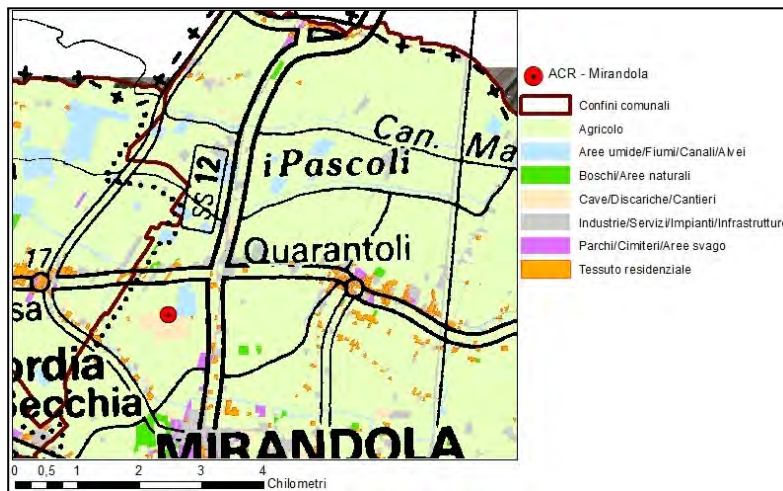 Can. Ma
i Pascoli
SS 12
17
Quarantoli
sa
ordia
Secchia
MIRANDOLA
0 0,5 1 2 3 4
Chilometri
ACR - Mirandola
Confini comunali
Agricolo
Aree umide/Fiumi/Canali/Alvei
Boschi/Aree naturali
Cave/Discariche/Cantieri
Industrie/Servizi/Impianti/Infrastrutture
Parchi/Cimiteri/Aree svago
Tessuto residenziale